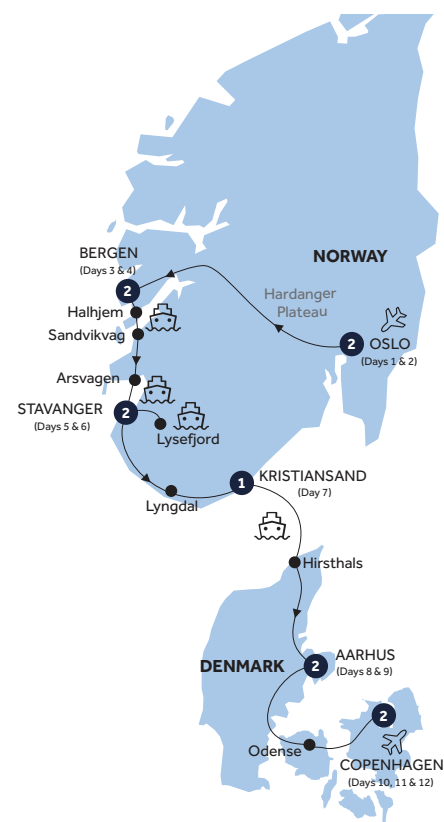 BERGEN
(Days 3 & 4)
2
NORWAY
Hardanger
Plateau
Halhjem
Sandvikvag
2
OSLO
(Days 1 & 2)
Arsvagen
STAVANGER
(Days 5 & 6)
2
Lysefjord
1
KRISTIANSAND
(Day 7)
Lyngdal
Hirsthals
DENMARK
2
AARHUS
(Days 8 & 9)
2
Odense
COPENHAGEN
(Days 10, 11 & 12)